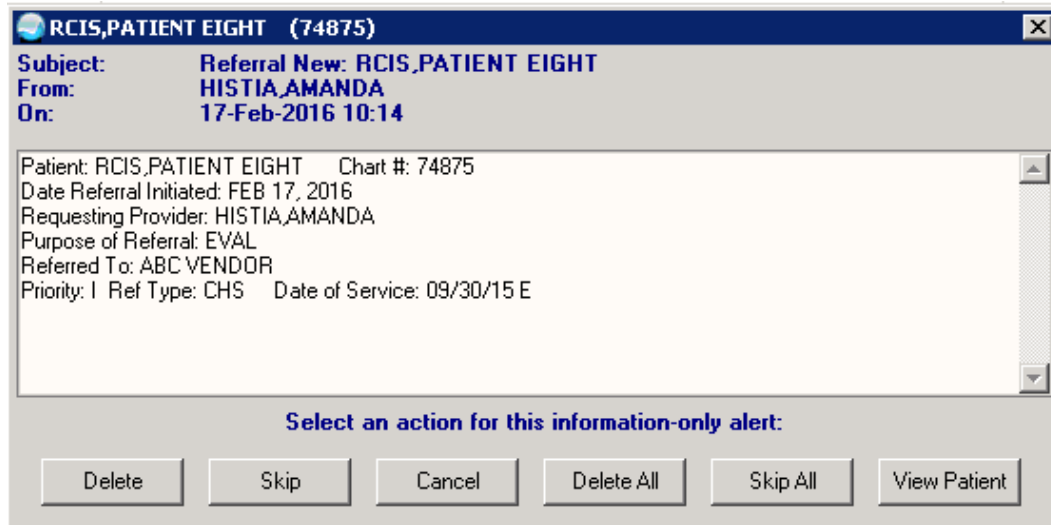 RCIS,PATIENT EIGHT (74875)
Subject: Referral New: RCIS,PATIENT EIGHT
From: HISTIA,AMANDA
On: 17-Feb-2016 10:14
Patient: RCIS,PATIENT EIGHT Chart #: 74875
Date Referral Initiated: FEB 17, 2016
Requesting Provider: HISTIA,AMANDA
Purpose of Referral: EVAL
Referred To: ABC VENDOR
Priority: I Ref Type: CHS Date of Service: 09/30/15 E
Select an action for this information-only alert:
Delete Skip Cancel Delete All Skip All View Patient